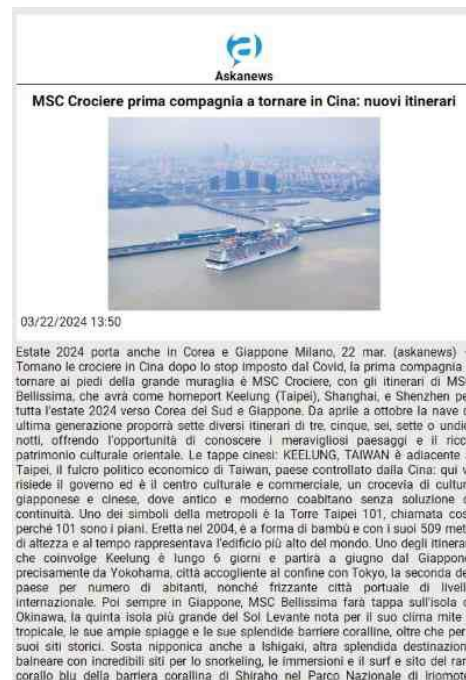 Askanews
MSC Crociere prima compagnia a tornare in Cina: nuovi itinerari
03/22/2024 13:50
Estate 2024 porta anche in Corea e Giappone Milano, 22 mar. (askanews)
Tornano le crociere in Cina dopo lo stop imposto dal Covid, la prima compagnia
tornare ai piedi della grande muraglia è MSC Crociere, con gli itinerari di MS
Bellissima, che avrà come homeport Keelung (Taipei), Shanghai, e Shenzhen pe
tutta l'estate 2024 verso Corea del Sud e Giappone. Da aprile a ottobre la nave
ultima generazione proporrà sette diversi itinerari di tre, cinque, sei, sette o undi
notti, offrendo l'opportunità di conoscere i meravigliosi paesaggi e il ricc
patrimonio culturale orientale. Le tappe cinesi: KEELUNG, TAIWAN è adiacente
Taipei, il fulcro politico economico di Taiwan, paese controllato dalla Cina: qui v
risiede il governo ed è il centro culturale e commerciale, un crocevia di cultur
giapponese e cinese, dove antico e moderno coabitano senza soluzione d
continuità. Uno dei simboli della metropoli è la Torre Taipei 101, chiamata cos
perché 101 sono i piani. Eretta nel 2004, è a forma di bambù e con i suoi 509 met
di altezza e al tempo rappresentava l'edificio più alto del mondo. Uno degli itinera
che coinvolge Keelung è lungo 6 giorni e partirà a giugno dal Giappone
precisamente da Yokohama, città accogliente al confine con Tokyo, la seconda de
paese per numero di abitanti, nonché frizzante città portuale di livell
internazionale. Poi sempre in Giappone, MSC Bellissima farà tappa sull'isola d
Okinawa, la quinta isola più grande del Sol Levante nota per il suo clima mite
tropicale, le sue ampie spiagge e le sue splendide barriere coralline, oltre che per
suoi siti storici. Sosta nipponica anche a Ishigaki, altra splendida destinazion
balneare con incredibili siti per lo snorkeling, le immersioni e il surf e sito del rar
corallo blu della barriera corallina di Shiraho nel Parco Nazionale di Iriomote